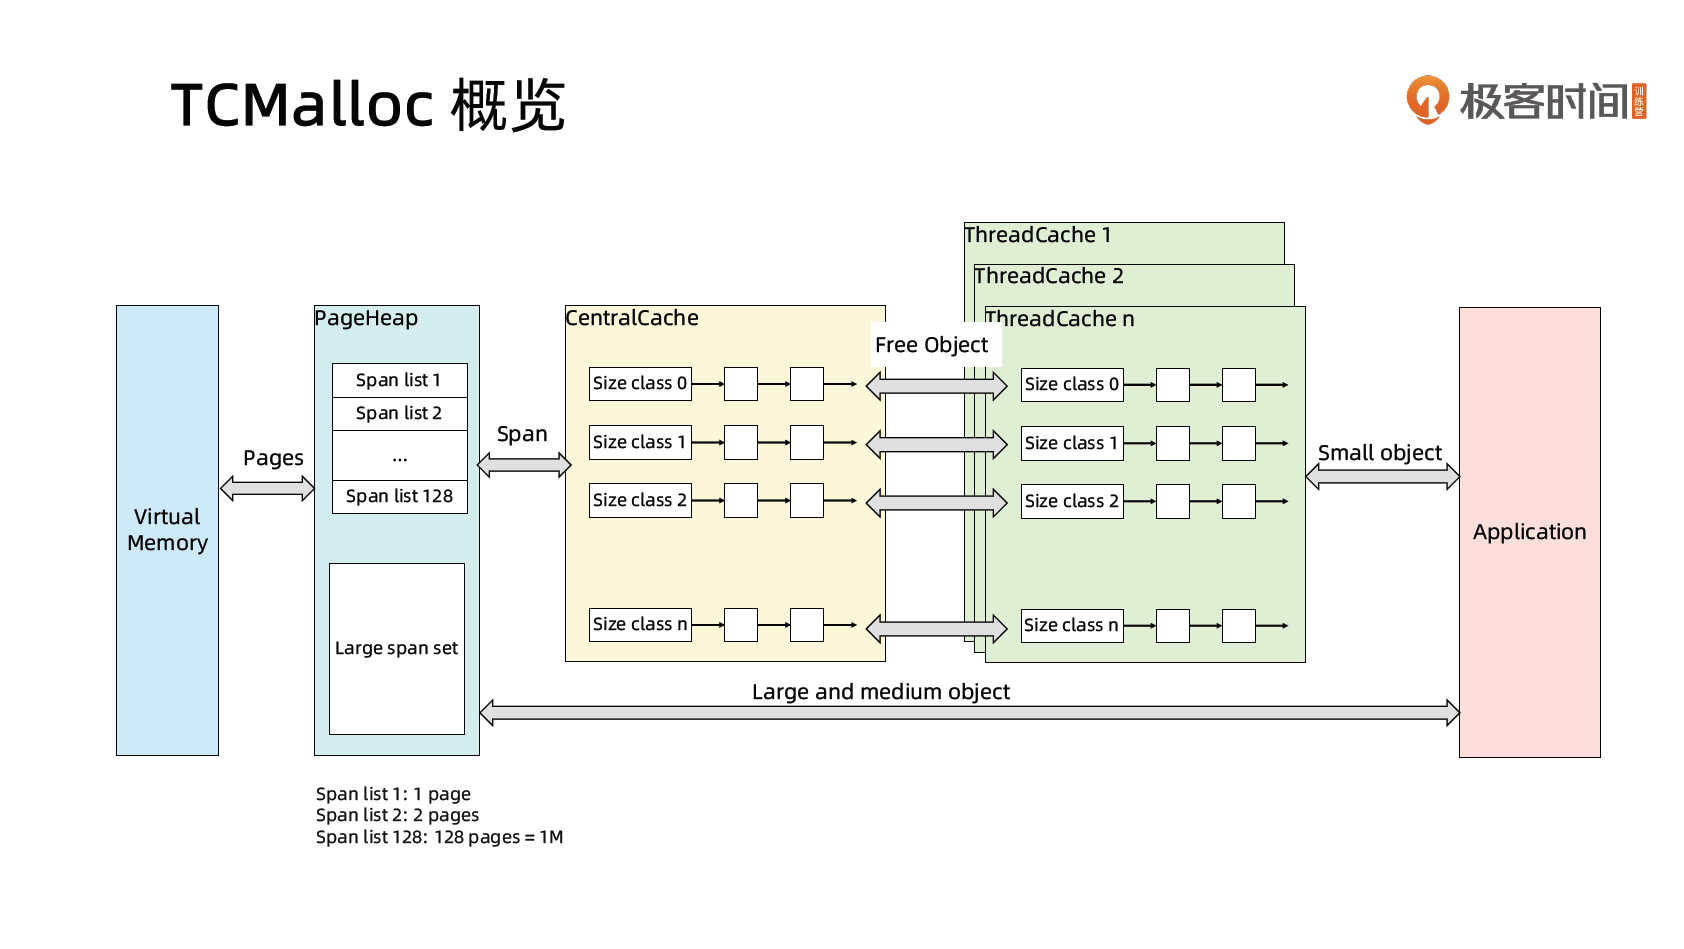 TCMalloc 概览
极客时间
训练营
ThreadCache 1
ThreadCache 2
ThreadCache n
PageHeap
CentralCache
Free Object
Span list 1
Span list 2
...
Span list 128
Large span set
Size class 0
Size class 1
Size class 2
Size class n
Size class 0
Size class 1
Size class 2
Size class n
Span
Pages
Small object
Virtual
Memory
Application
Large and medium object
Span list 1: 1 page
Span list 2: 2 pages
Span list 128: 128 pages = 1M